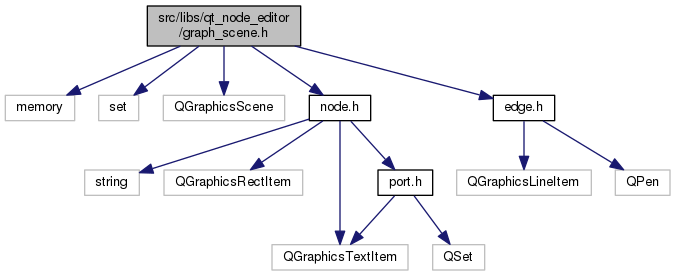 src/libs/qt_node_editor
/graph_scene.h
memory
set
QGraphicsScene
node.h
edge.h
string
QGraphicsRectItem
port.h
QGraphicsLineItem
QPen
QGraphicsTextItem
QSet